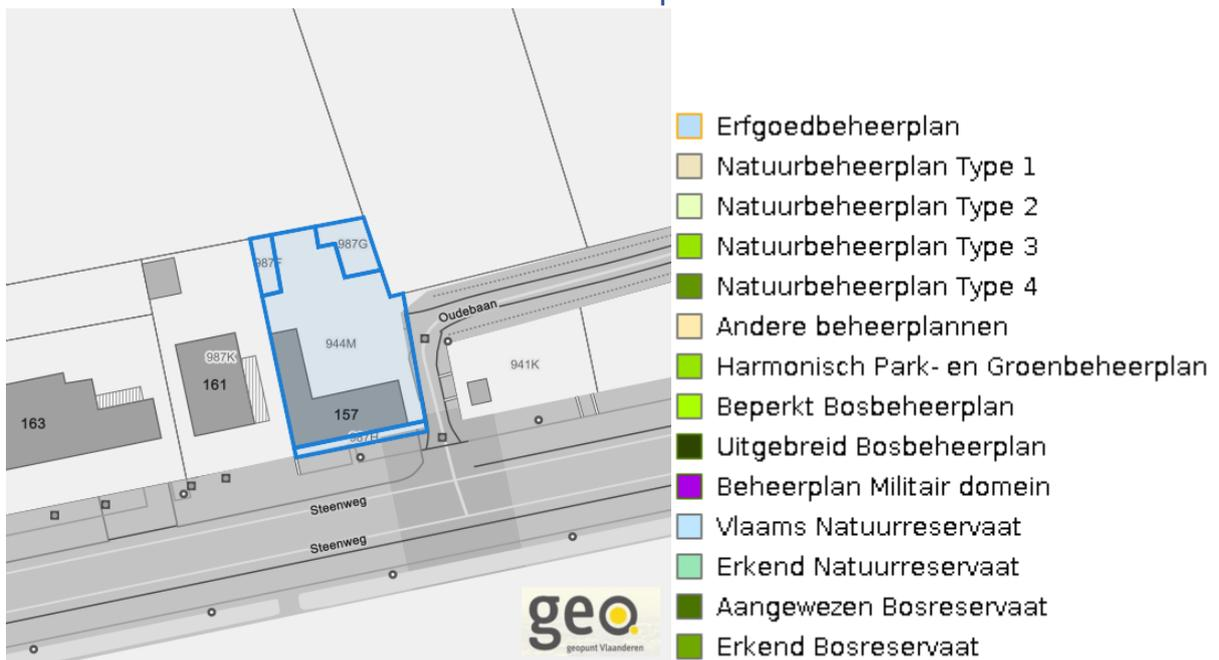 987G
987F
Oudebaan
944M
987K
941K
161
157
163
987H
Steenweg
Steenweg
geo
geopunt Vlaanderen
Erfgoedbeheerplan
Natuurbeheerplan Type 1
Natuurbeheerplan Type 2
Natuurbeheerplan Type 3
Natuurbeheerplan Type 4
Andere beheerplannen
Harmonisch Park- en Groenbeheerplan
Beperkt Bosbeheerplan
Uitgebreid Bosbeheerplan
Beheerplan Militair domein
Vlaams Natuurreservaat
Erkend Natuurreservaat
Aangewezen Bosreservaat
Erkend Bosreservaat